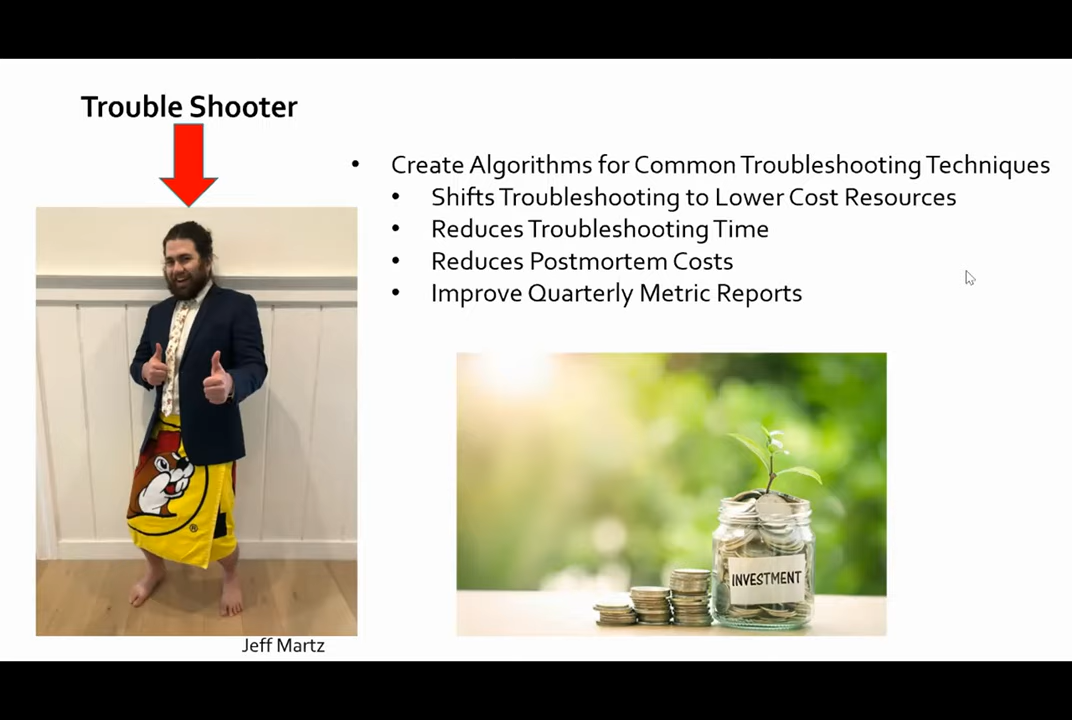 Trouble Shooter
• Create Algorithms for Common Troubleshooting Techniques
• Shifts Troubleshooting to Lower Cost Resources
• Reduces Troubleshooting Time
• Reduces Postmortem Costs
• Improve Quarterly Metric Reports
®
INVESTMENT
Jeff Martz